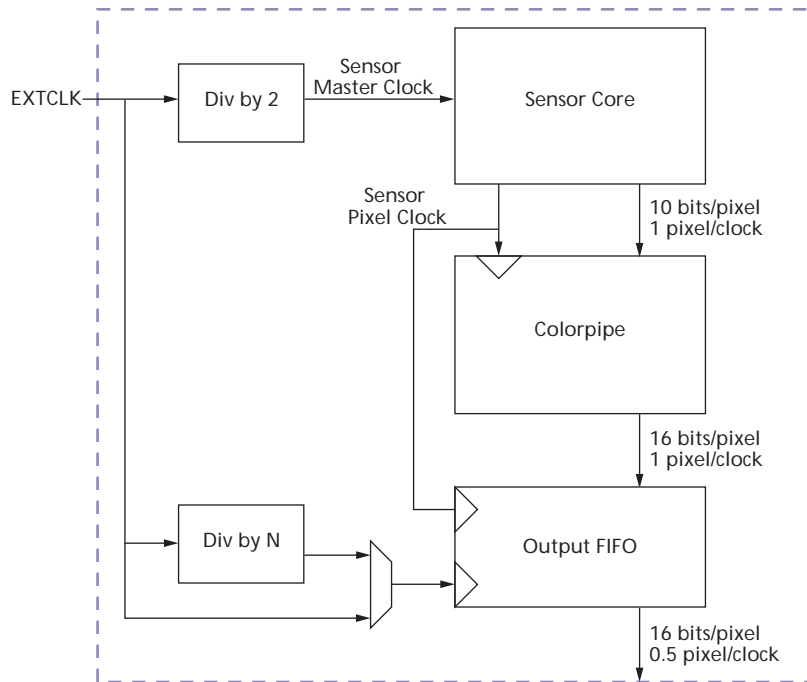 Sensor
Master Clock
EXTCLK
Div by 2
Sensor Core
Sensor
Pixel Clock
10 bits/pixel
1 pixel/clock
Colorpipe
16 bits/pixel
1 pixel/clock
Div by N
Output FIFO
16 bits/pixel
0.5 pixel/clock